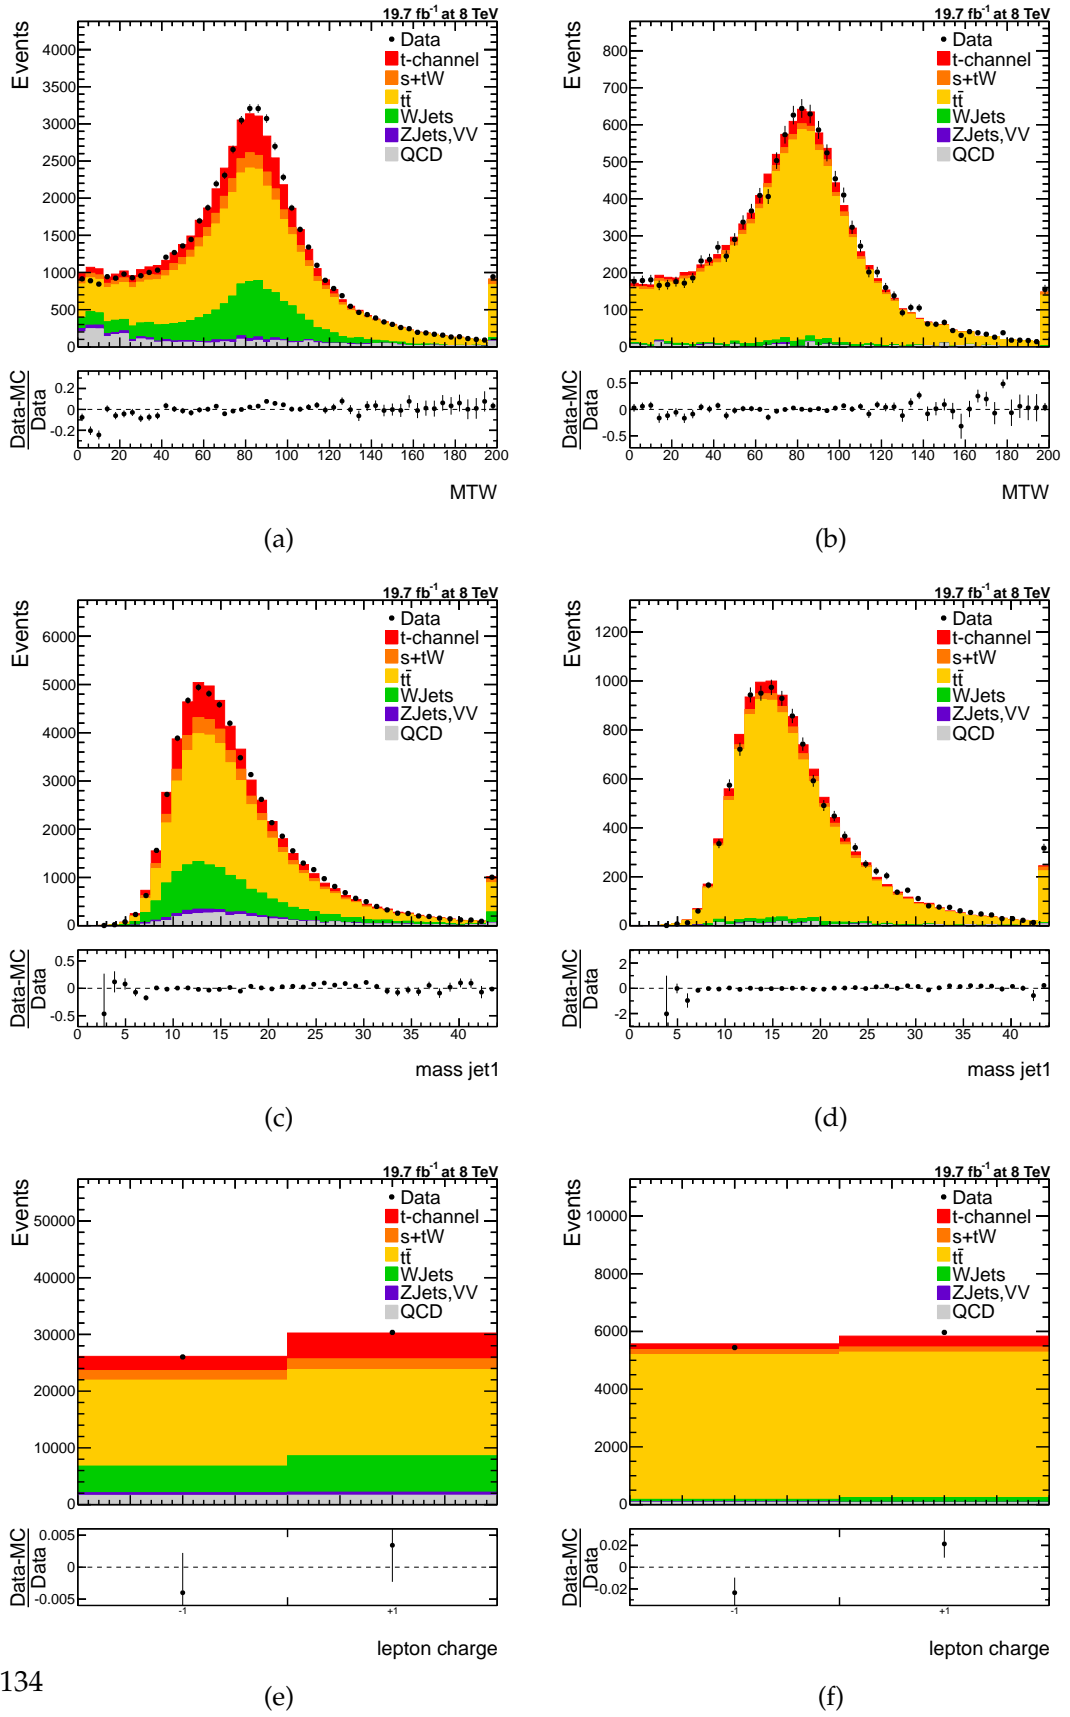 19.7 fb⁻¹ at 8 TeV
Events
4000
3500
3000
2500
2000
1500
1000
500
0
Data
t-channel
s+tW
tt̄
WJets
ZJets,VV
QCD
Data-MC
Data
0.2
0
-0.2
0 20 40 60 80 100 120 140 160 180 200
MTW
(a)
19.7 fb⁻¹ at 8 TeV
Events
800
700
600
500
400
300
200
100
0
Data
t-channel
s+tW
tt̄
WJets
ZJets,VV
QCD
Data-MC
Data
0.5
0
-0.5
0 20 40 60 80 100 120 140 160 180 200
MTW
(b)
19.7 fb⁻¹ at 8 TeV
Events
6000
5000
4000
3000
2000
1000
0
Data
t-channel
s+tW
tt̄
WJets
ZJets,VV
QCD
Data-MC
Data
0.5
0
-0.5
0 5 10 15 20 25 30 35 40
mass jet1
(c)
19.7 fb⁻¹ at 8 TeV
Events
1200
1000
800
600
400
200
0
Data
t-channel
s+tW
tt̄
WJets
ZJets,VV
QCD
Data-MC
Data
2
0
-2
0 5 10 15 20 25 30 35 40
mass jet1
(d)
19.7 fb⁻¹ at 8 TeV
Events
50000
40000
30000
20000
10000
0
Data
t-channel
s+tW
tt̄
WJets
ZJets,VV
QCD
Data-MC
Data
0.005
0
-0.005
-1 +1
lepton charge
(e)
19.7 fb⁻¹ at 8 TeV
Events
10000
8000
6000
4000
2000
0
Data
t-channel
s+tW
tt̄
WJets
ZJets,VV
QCD
Data-MC
Data
0.02
0
-0.02
-1 +1
lepton charge
(f)
134